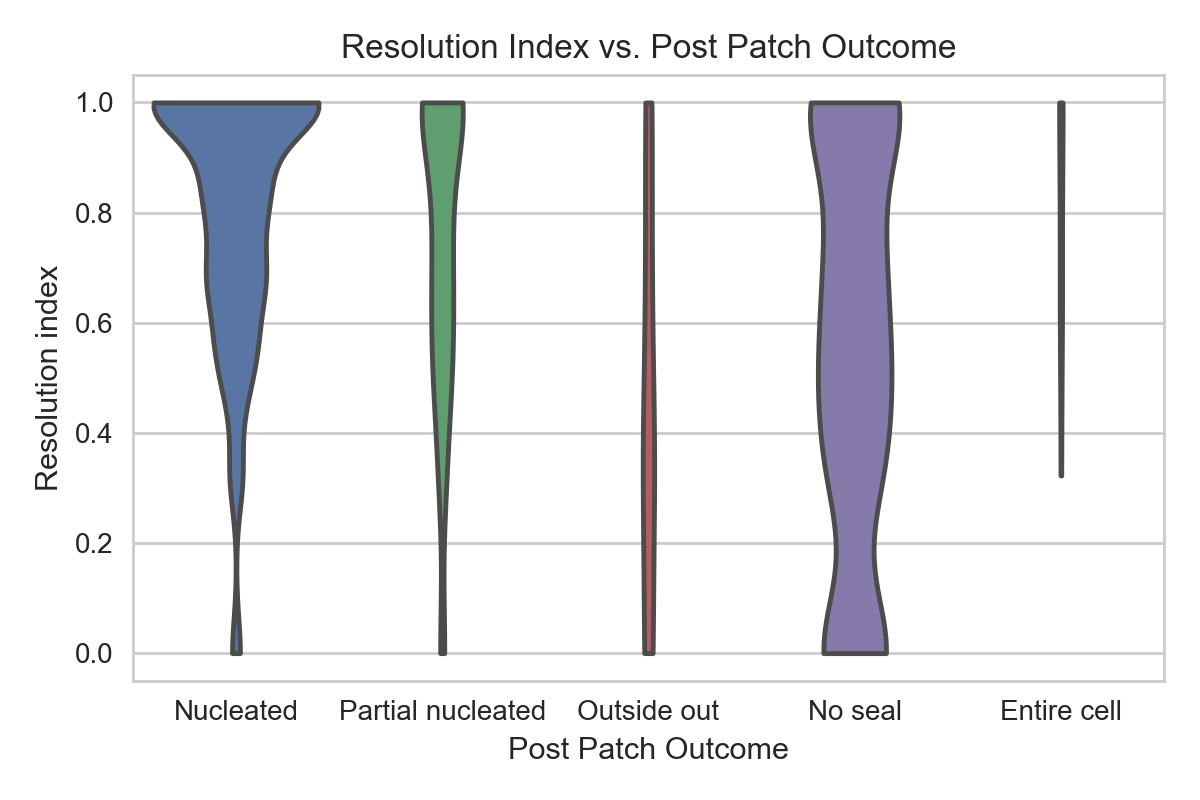 Resolution Index vs. Post Patch Outcome
1.0
0.8
0.6
0.4
0.2
0.0
Resolution index
Nucleated Partial nucleated Outside out No seal Entire cell
Post Patch Outcome